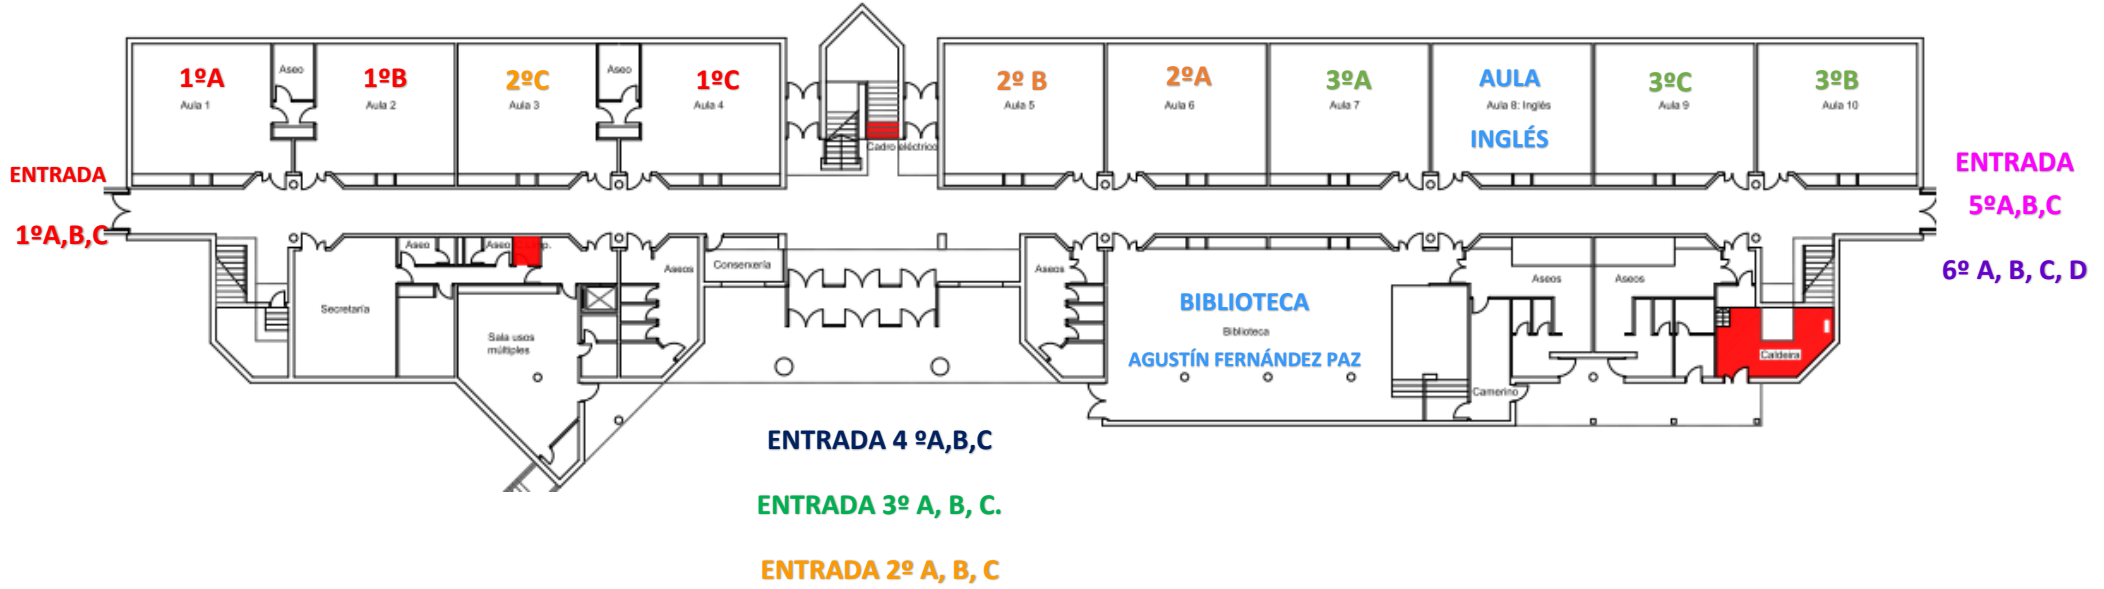 1ºA
Aula 1
Aseo
1ºB
Aula 2
2ºC
Aula 3
Aseo
1ºC
Aula 4
Cadro eléctrico
2º B
Aula 5
2ºA
Aula 6
3ºA
Aula 7
AULA
Aula 8: Inglés
INGLÉS
3ºC
Aula 9
3ºB
Aula 10
ENTRADA
1ºA,B,C
ENTRADA
5ºA,B,C
6º A, B, C, D
Aseo
Aseo
Secretaría
Sala usos
múltiples
Aseos
Conserxería
Aseos
BIBLIOTECA
Biblioteca
AGUSTÍN FERNÁNDEZ PAZ
Aseos
Aseos
Camerino
Caldeira
ENTRADA 4 ºA,B,C
ENTRADA 3º A, B, C.
ENTRADA 2º A, B, C